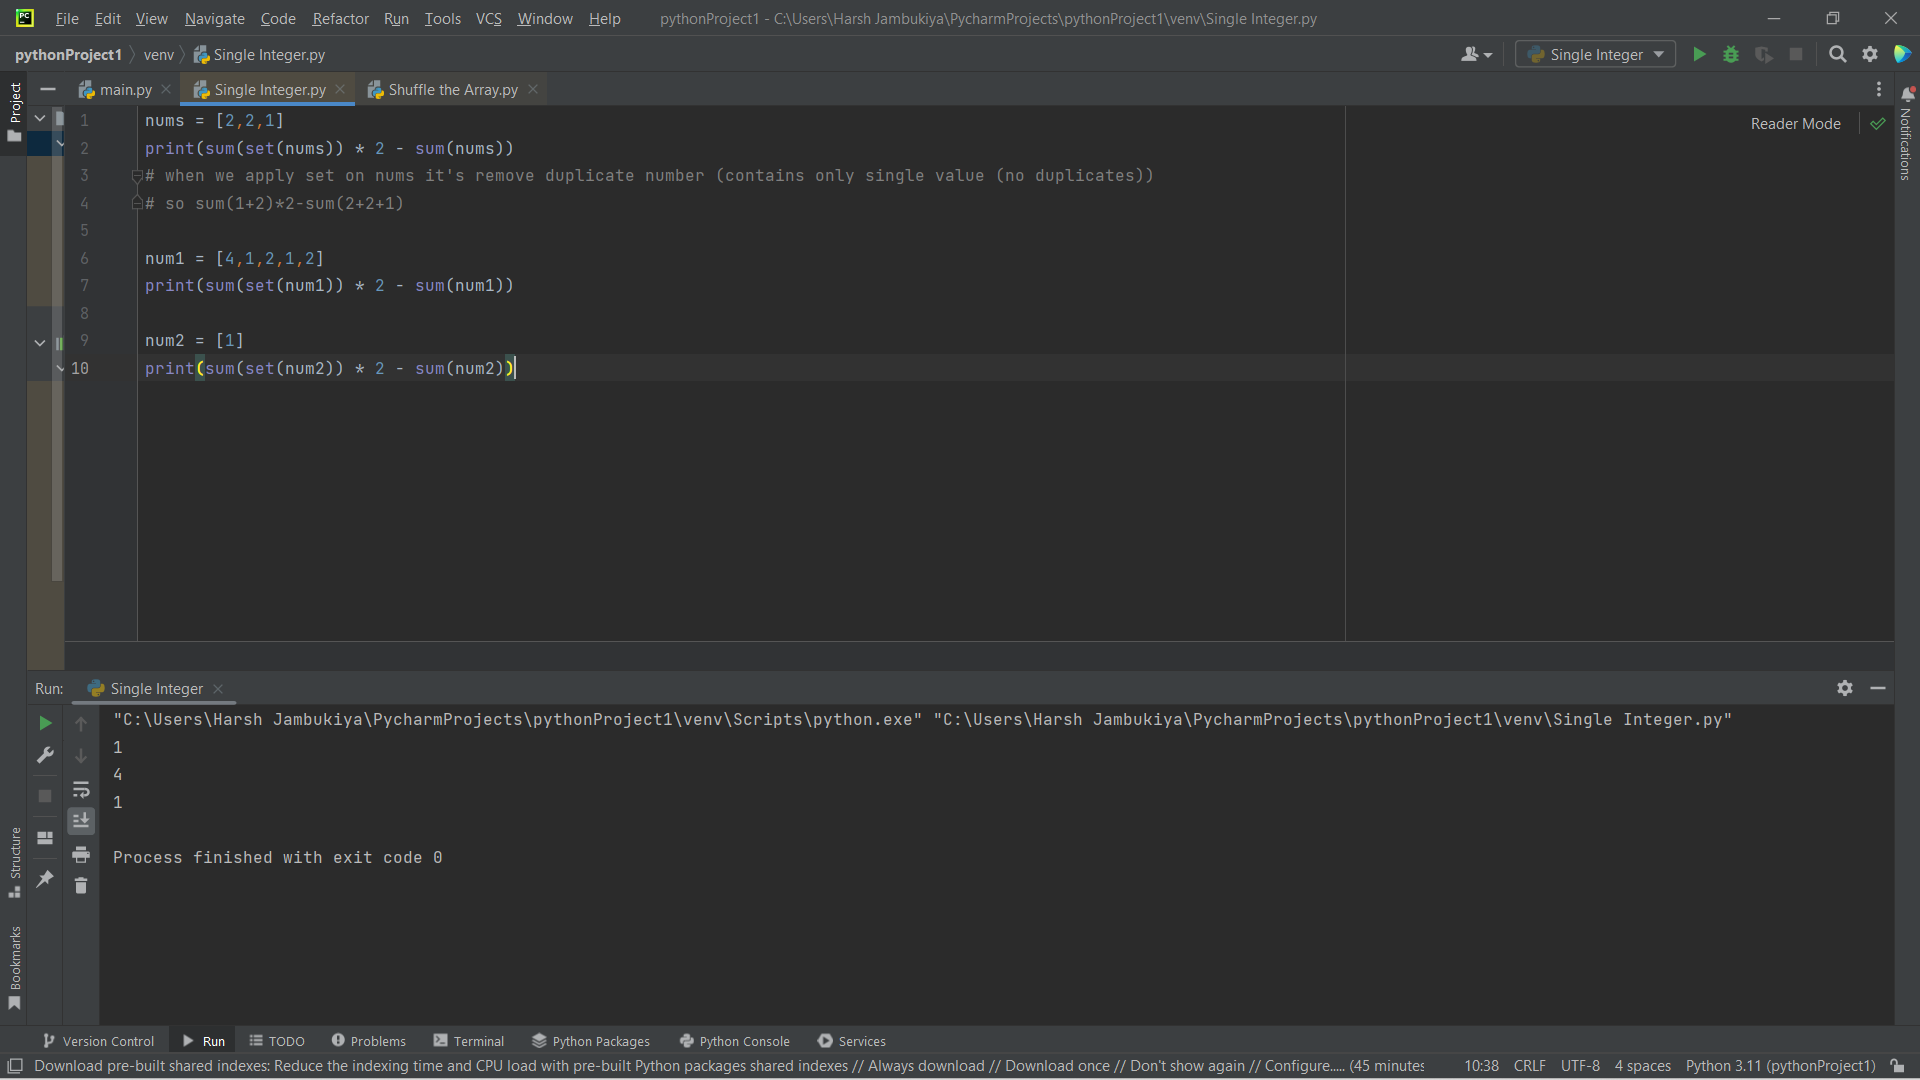 PC File Edit View Navigate Code Refactor Run Tools VCS Window Help pythonProject1 - C:\Users\Harsh Jambukiya\PycharmProjects\pythonProject1\venv\Single Integer.py
pythonProject1 venv Single Integer.py Single Integer
Project
main.py Single Integer.py Shuffle the Array.py
Reader Mode
Notifications
1 nums = [2,2,1]
2 print(sum(set(nums)) * 2 - sum(nums))
3 # when we apply set on nums it's remove duplicate number (contains only single value (no duplicates))
4 # so sum(1+2)*2-sum(2+2+1)
5
6 num1 = [4,1,2,1,2]
7 print(sum(set(num1)) * 2 - sum(num1))
8
9 num2 = [1]
10 print(sum(set(num2)) * 2 - sum(num2))
Run: Single Integer
"C:\Users\Harsh Jambukiya\PycharmProjects\pythonProject1\venv\Scripts\python.exe" "C:\Users\Harsh Jambukiya\PycharmProjects\pythonProject1\venv\Single Integer.py"
1
4
1
Process finished with exit code 0
Structure
Bookmarks
Version Control Run TODO Problems Terminal Python Packages Python Console Services
Download pre-built shared indexes: Reduce the indexing time and CPU load with pre-built Python packages shared indexes // Always download // Download once // Don't show again // Configure..... (45 minutes 10:38 CRLF UTF-8 4 spaces Python 3.11 (pythonProject1)